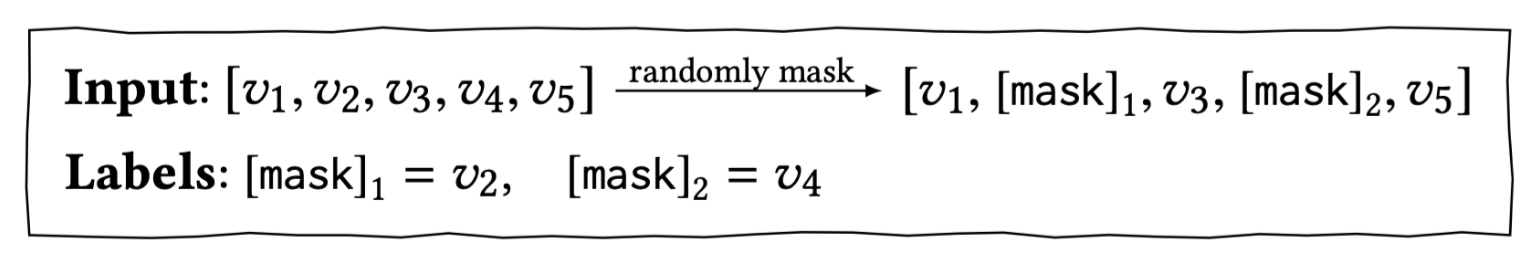 Input: [v₁, v₂, v₃, v₄, v₅] randomly mask [v₁, [mask]₁, v₃, [mask]₂, v₅]
Labels: [mask]₁ = v₂, [mask]₂ = v₄